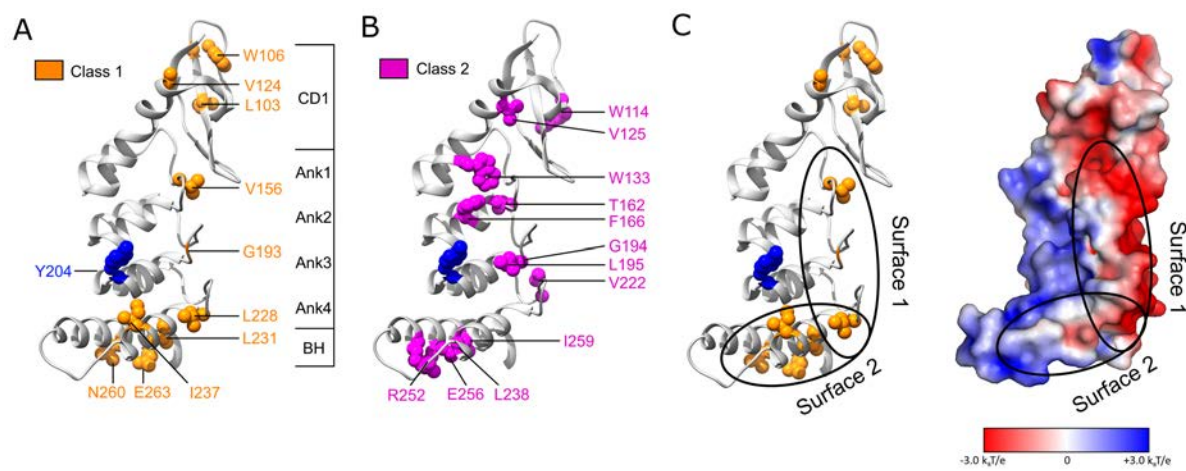 A
Class 1
W106
V124
L103
CD1
V156
Ank1
Ank2
G193
Y204
Ank3
Ank4
L228
L231
BH
N260 E263 I237
B
Class 2
W114
V125
W133
T162
F166
G194
L195
V222
I259
R252 E256 L238
C
Surface 1
Surface 2
Surface 1
Surface 2
-3.0 kbT/e 0 +3.0 kbT/e